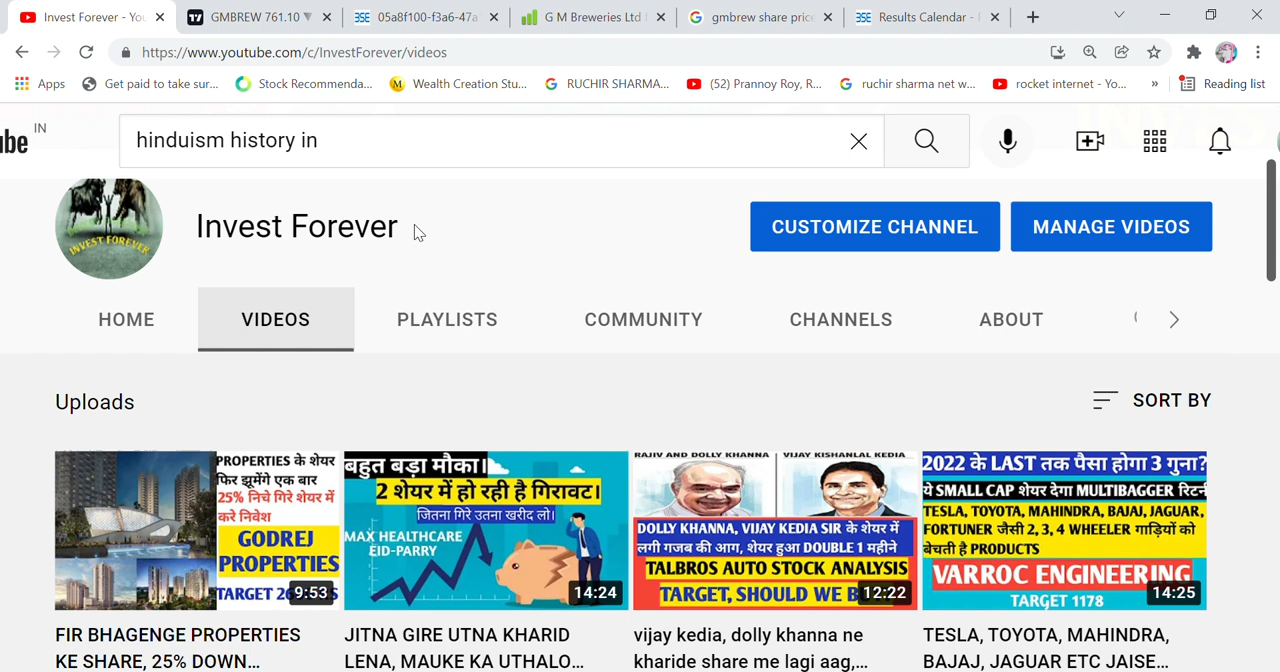 Invest Forever - You
GMBREW 761.10 ▼
05a8f100-f3a6-47a
G M Breweries Ltd
gmbrew share price
Results Calendar -
https://www.youtube.com/c/InvestForever/videos
Apps
Get paid to take sur...
Stock Recommenda...
Wealth Creation Stu...
RUCHIR SHARMA...
(52) Prannoy Roy, R...
ruchir sharma net w...
rocket internet - Yo...
»
Reading list
be
IN
hinduism history in
INVEST FOREVER
Invest Forever
CUSTOMIZE CHANNEL
MANAGE VIDEOS
HOME
VIDEOS
PLAYLISTS
COMMUNITY
CHANNELS
ABOUT
Uploads
SORT BY
PROPERTIES के शेयर
फिर झूमेंगे एक बार
25% निचे गिरे शेयर में
करे निवेश
GODREJ
PROPERTIES
TARGET
9:53
बहुत बड़ा मौका।
2 शेयर में हो रही है गिरावट।
जितना गिरे उतना खरीद लो।
MAX HEALTHCARE
EID-PARRY
14:24
RAJIV AND DOLLY KHANNA
VIJAY KISHANLAL KEDIA
DOLLY KHANNA, VIJAY KEDIA SIR के शेयर में
लगी गजब की आग, शेयर हुआ DOUBLE 1 महीने
TALBROS AUTO STOCK ANALYSIS
TARGET, SHOULD WE
12:22
2022 के LAST तक पैसा होगा 3 गुना?
ये SMALL CAP शेयर देगा MULTIBAGGER रिटर्न
TESLA, TOYOTA, MAHINDRA, BAJAJ, JAGUAR,
FORTUNER जैसी 2, 3, 4 WHEELER गाड़ियों को
बेचती है PRODUCTS
VARROC ENGINEERING
TARGET 1178
14:25
FIR BHAGENGE PROPERTIES
KE SHARE, 25% DOWN...
JITNA GIRE UTNA KHARID
LENA, MAUKE KA UTHALO...
vijay kedia, dolly khanna ne
kharide share me lagi aag,...
TESLA, TOYOTA, MAHINDRA,
BAJAJ, JAGUAR ETC JAISE...